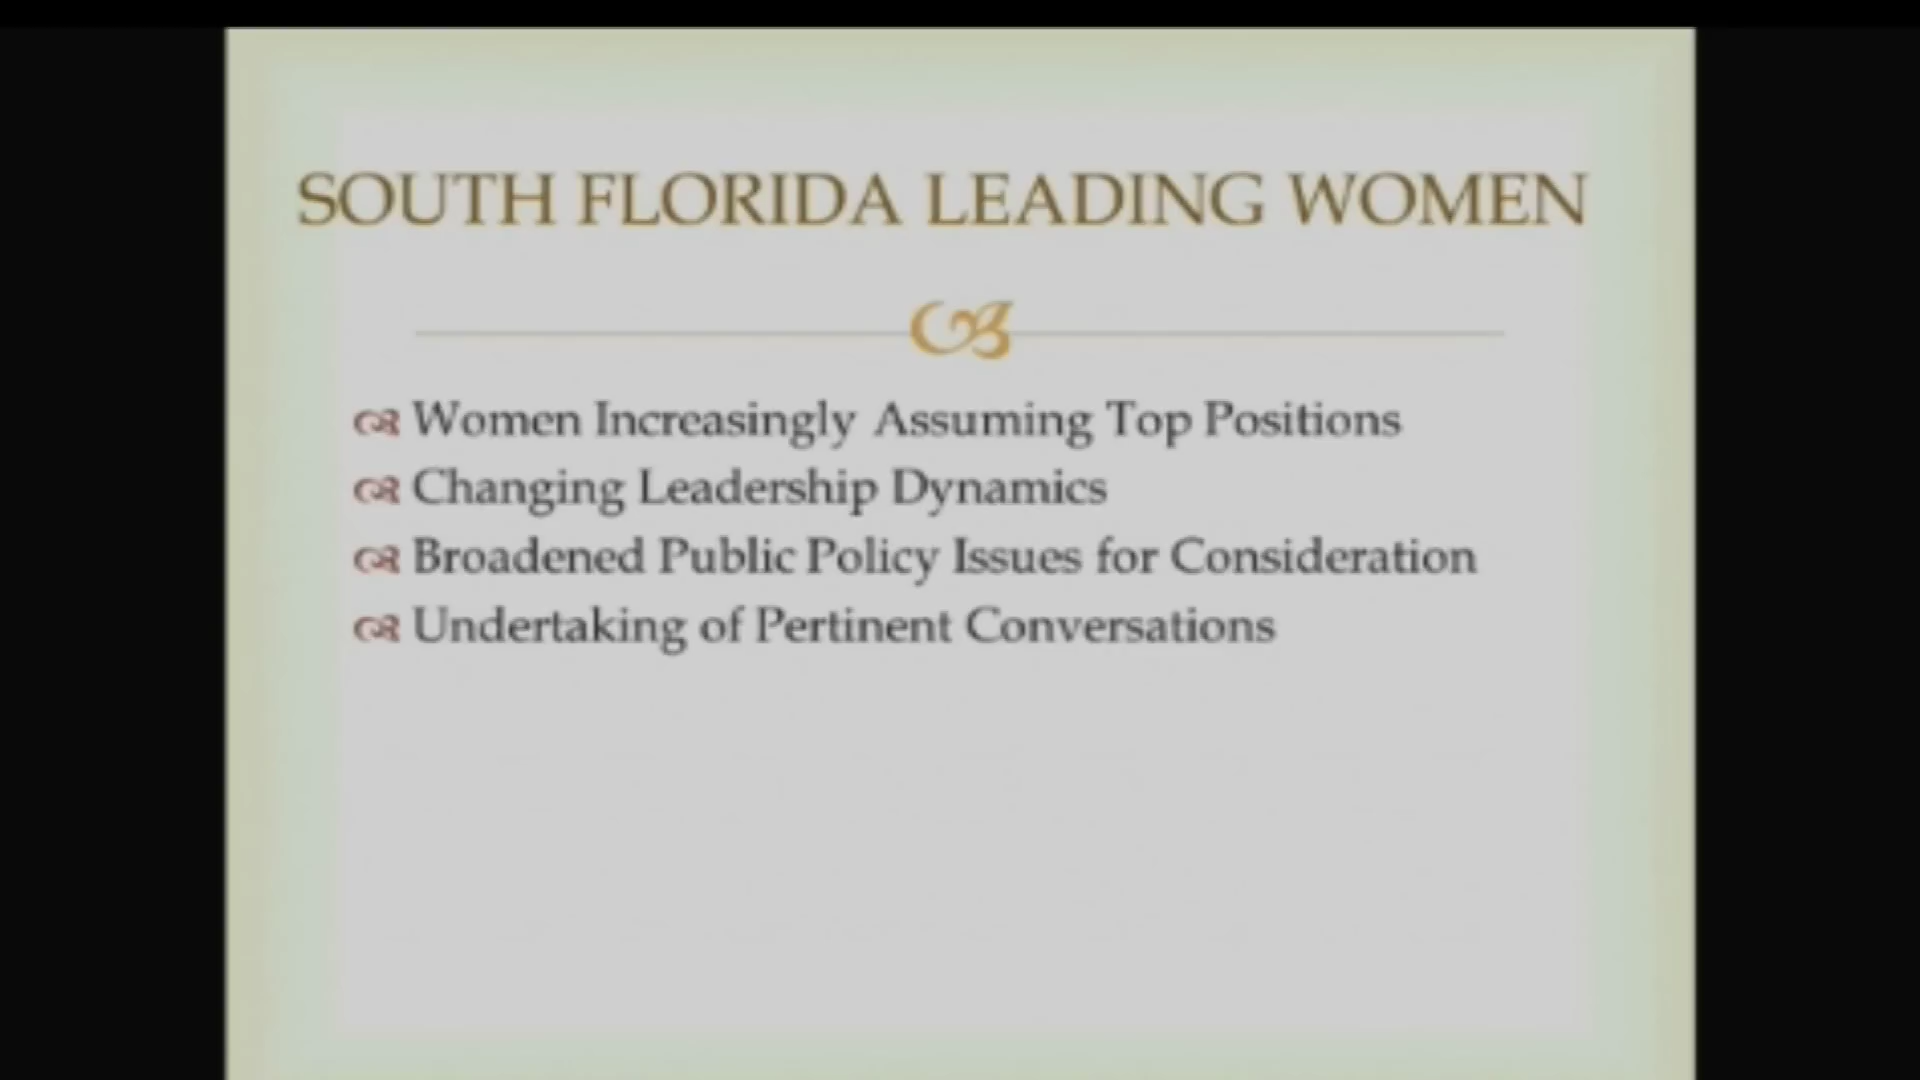 SOUTH FLORIDA LEADING WOMEN
Women Increasingly Assuming Top Positions
Changing Leadership Dynamics
Broadened Public Policy Issues for Consideration
Undertaking of Pertinent Conversations